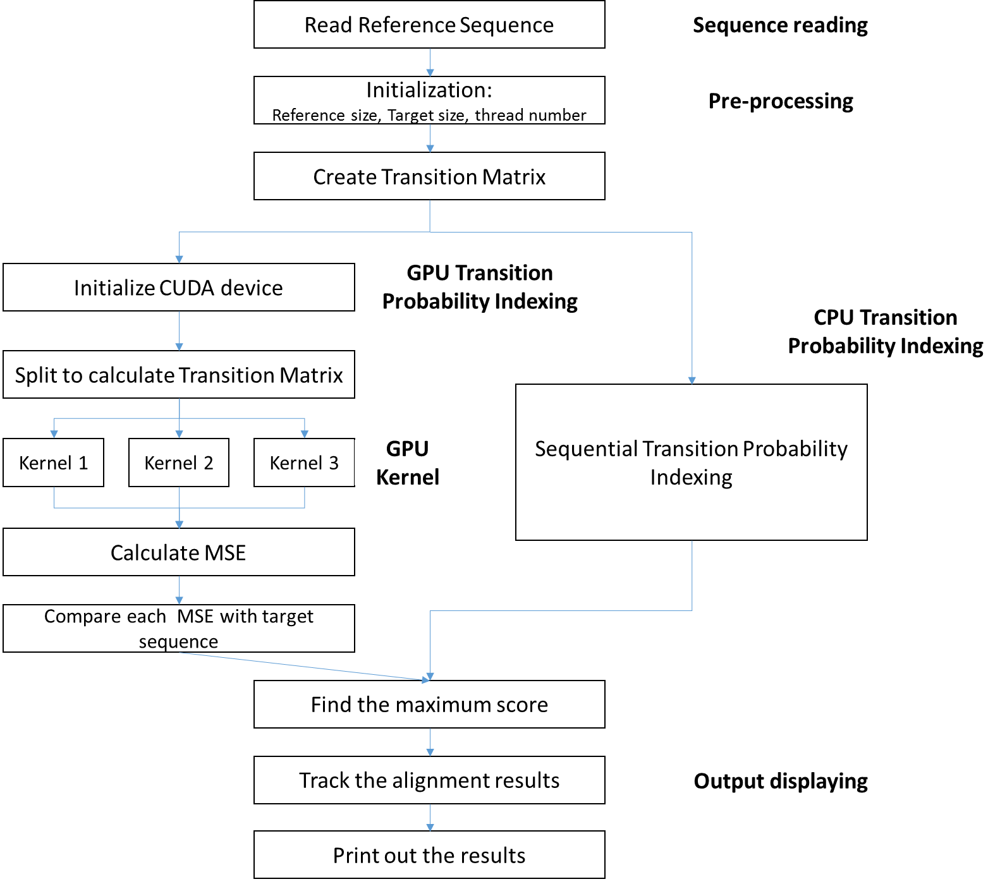 Read Reference Sequence
Sequence reading
Initialization:
Reference size, Target size, thread number
Pre-processing
Create Transition Matrix
Initialize CUDA device
GPU Transition
Probability Indexing
CPU Transition
Probability Indexing
Split to calculate Transition Matrix
Kernel 1
Kernel 2
Kernel 3
GPU
Kernel
Sequential Transition Probability
Indexing
Calculate MSE
Compare each  MSE with target
sequence
Find the maximum score
Track the alignment results
Output displaying
Print out the results